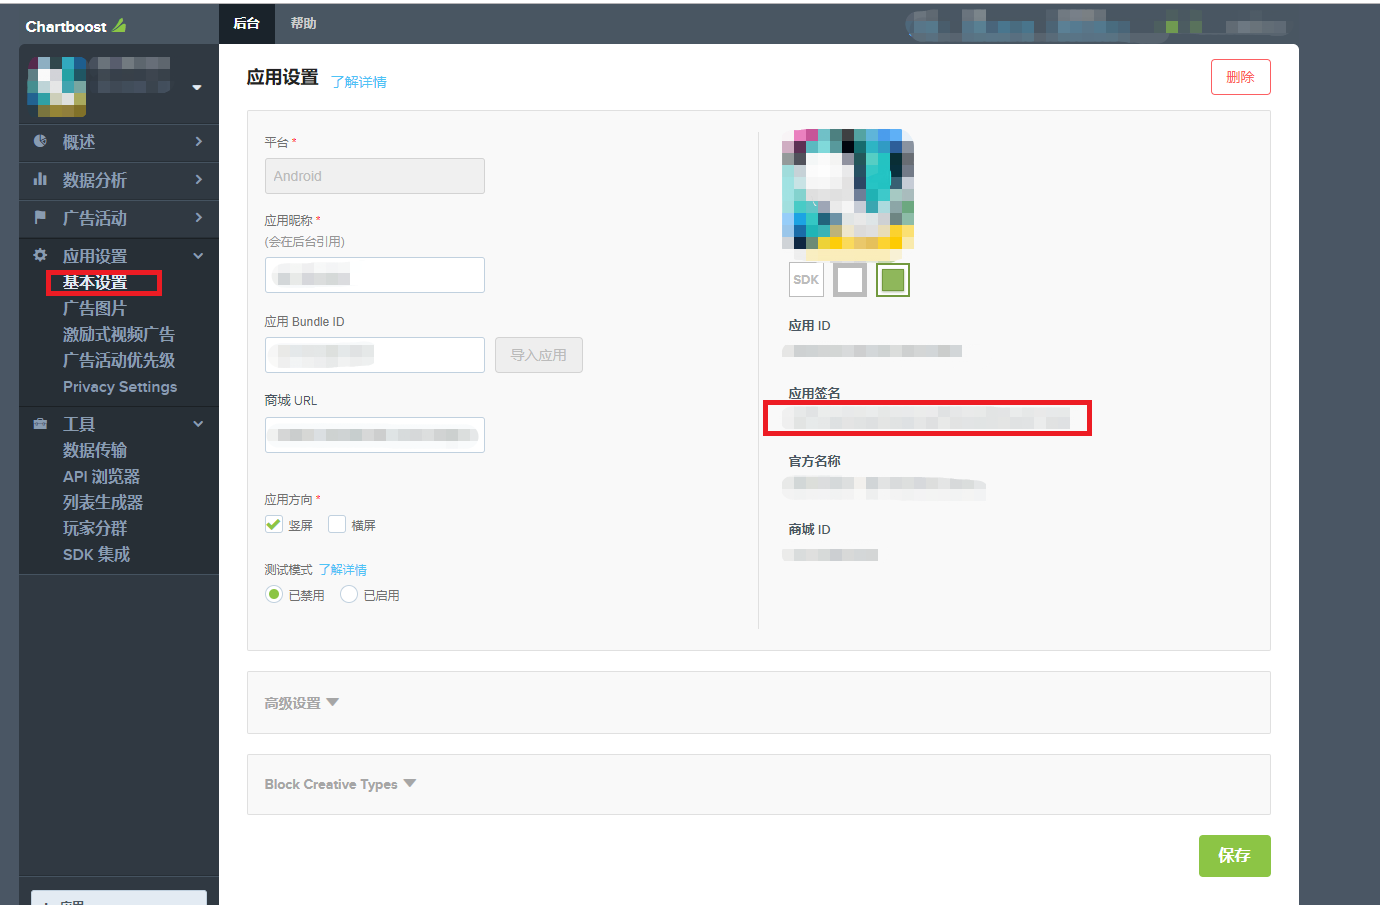 Chartboost
后台
帮助
概述
数据分析
广告活动
应用设置
基本设置
广告图片
激励式视频广告
广告活动优先级
Privacy Settings
工具
数据传输
API 浏览器
列表生成器
玩家分群
SDK 集成
应用设置 了解详情
删除
平台 *
Android
应用昵称 *
(会在后台引用)
应用 Bundle ID
导入应用
商城 URL
应用方向 *
竖屏 横屏
测试模式 了解详情
已禁用 已启用
SDK
应用 ID
应用签名
官方名称
商城 ID
高级设置
Block Creative Types
保存